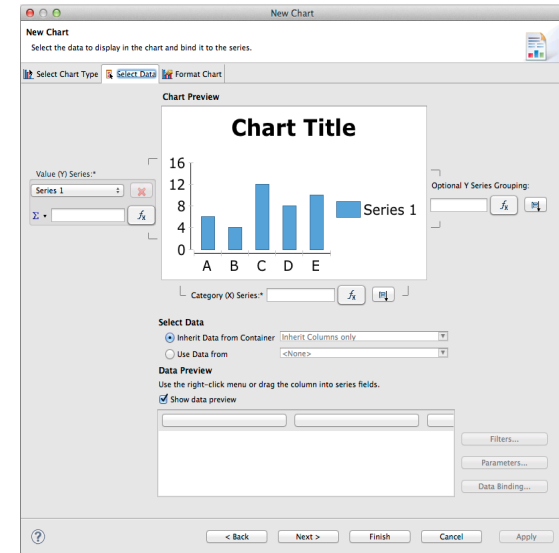 New Chart
New Chart
Select the data to display in the chart and bind it to the series.
Select Chart Type Select Data Format Chart
Chart Preview
Chart Title
16
12
8
4
0
A B C D E
Series 1
Value (Y) Series:*
Series 1
Σ
fx
Optional Y Series Grouping:
fx
Category (X) Series:*
fx
Select Data
Inherit Data from Container Inherit Columns only
Use Data from <None>
Data Preview
Use the right-click menu or drag the column into series fields.
Show data preview
Filters...
Parameters...
Data Binding...
?
< Back Next > Finish Cancel Apply